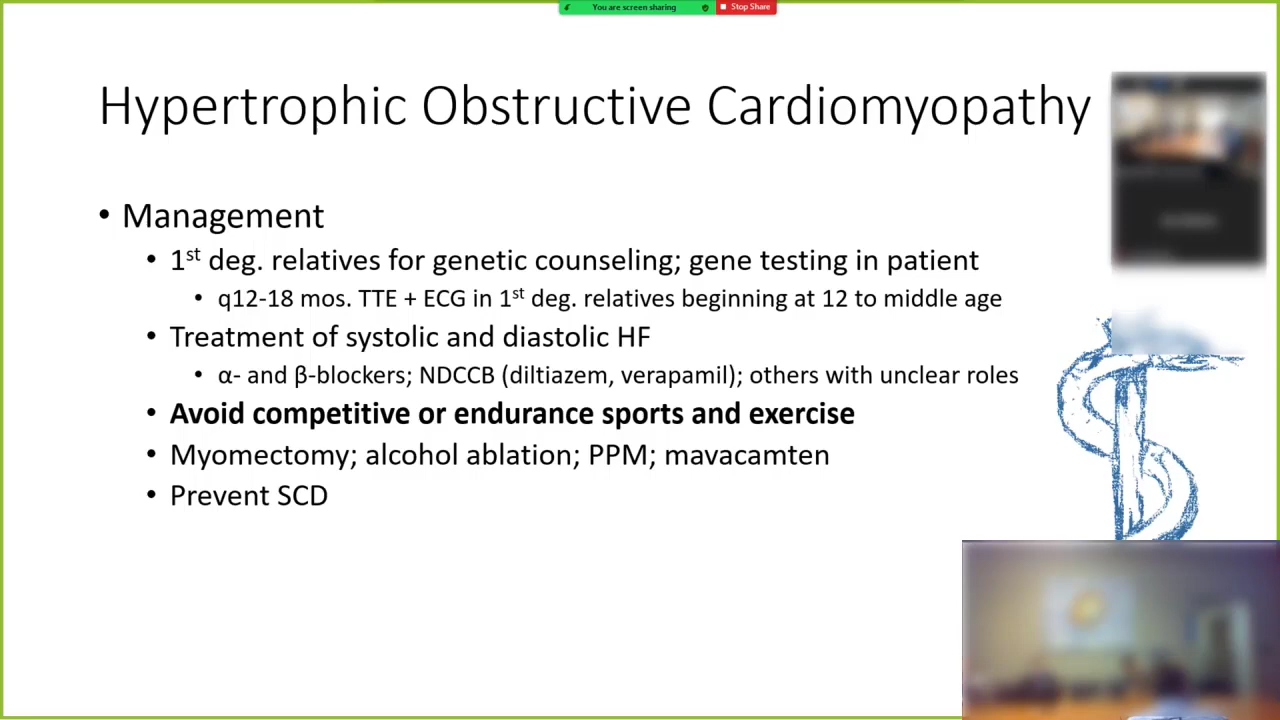 You are screen sharing
Stop Share
Hypertrophic Obstructive Cardiomyopathy
• Management
• 1st deg. relatives for genetic counseling; gene testing in patient
• q12-18 mos. TTE + ECG in 1st deg. relatives beginning at 12 to middle age
• Treatment of systolic and diastolic HF
• α- and β-blockers; NDCCB (diltiazem, verapamil); others with unclear roles
• Avoid competitive or endurance sports and exercise
• Myomectomy; alcohol ablation; PPM; mavacamten
• Prevent SCD